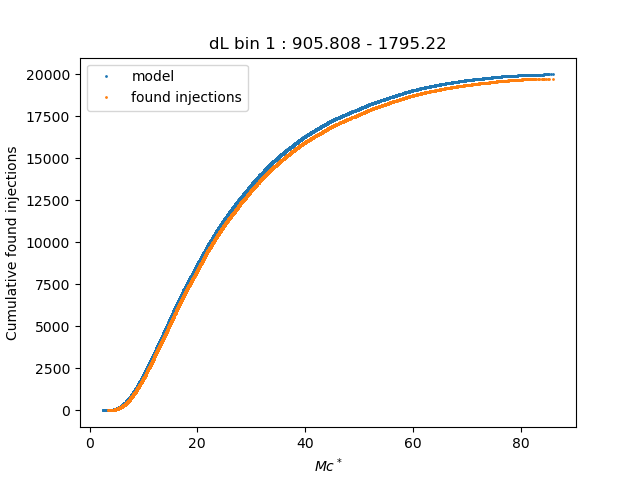 dL bin 1 : 905.808 - 1795.22
model
found injections
Cumulative found injections
20000
17500
15000
12500
10000
7500
5000
2500
0
0 20 40 60 80
Mc*